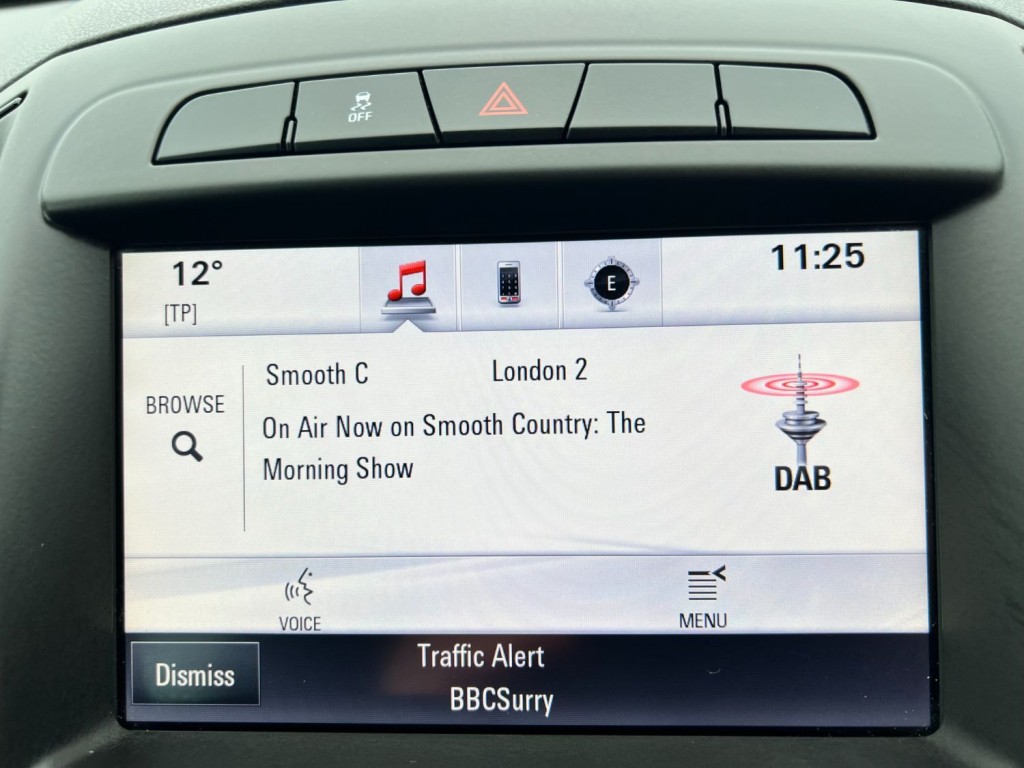 OFF
12°
11:25
[TP]
E
Smooth C London 2
BROWSE
On Air Now on Smooth Country: The
Morning Show
DAB
VOICE
MENU
Dismiss
Traffic Alert
BBCSurry